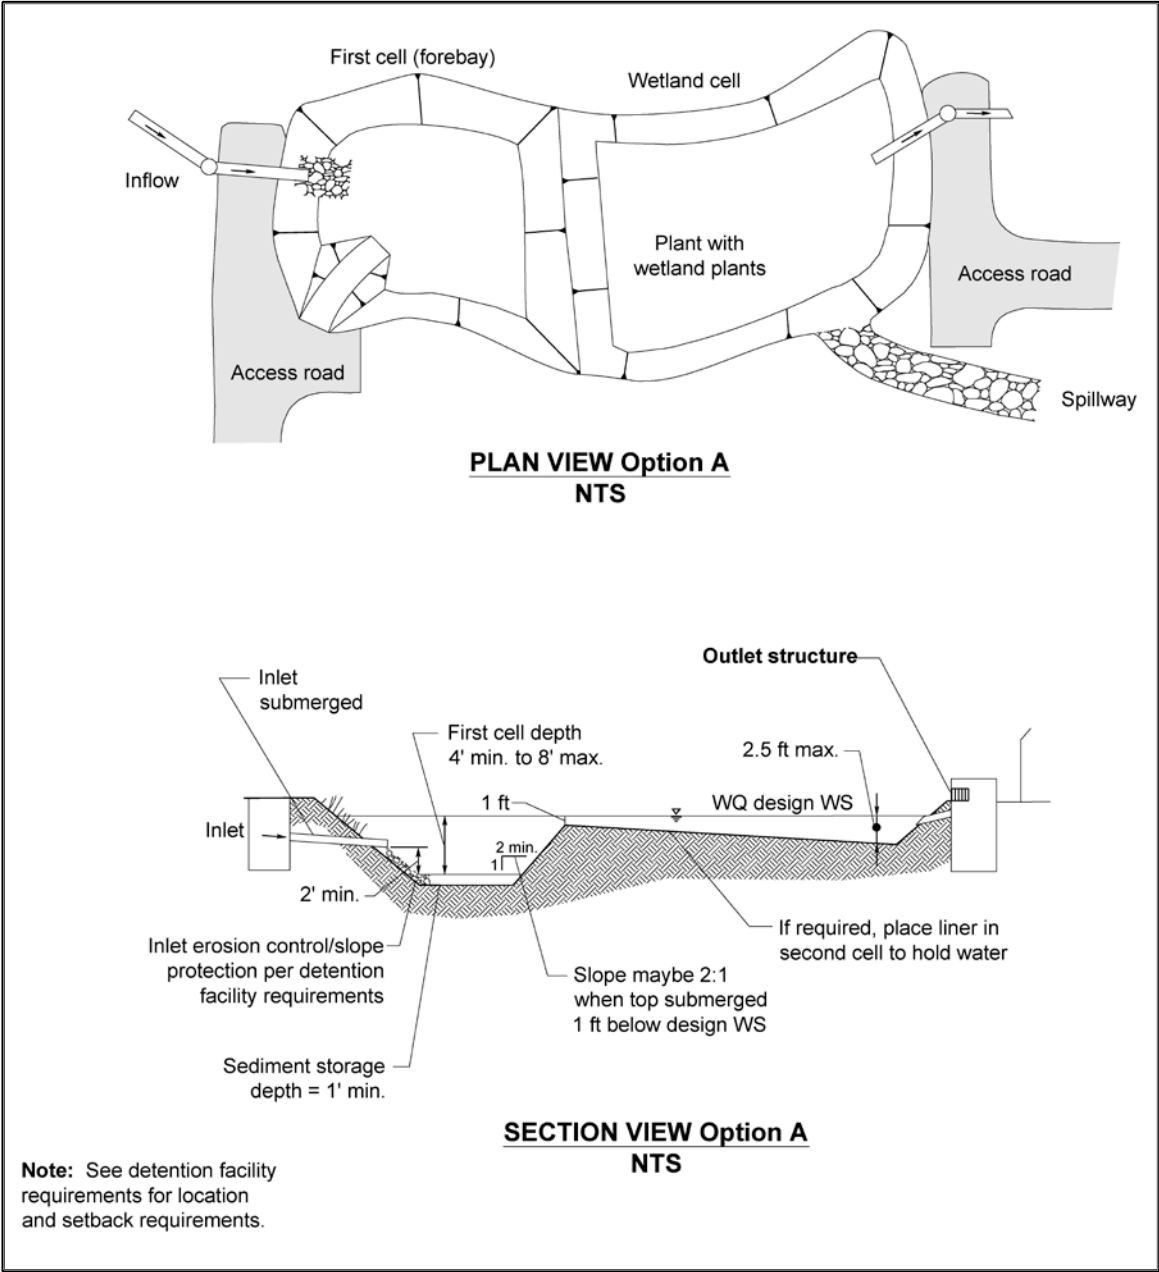 First cell (forebay)
Wetland cell
Inflow
Plant with
wetland plants
Access road
Access road
Spillway
PLAN VIEW Option A
NTS
Outlet structure
Inlet
submerged
First cell depth
4' min. to 8' max.
2.5 ft max.
1 ft
WQ design WS
Inlet
2 min.
1
2' min.
If required, place liner in
second cell to hold water
Inlet erosion control/slope
protection per detention
facility requirements
Slope maybe 2:1
when top submerged
1 ft below design WS
Sediment storage
depth = 1' min.
SECTION VIEW Option A
NTS
Note: See detention facility
requirements for location
and setback requirements.